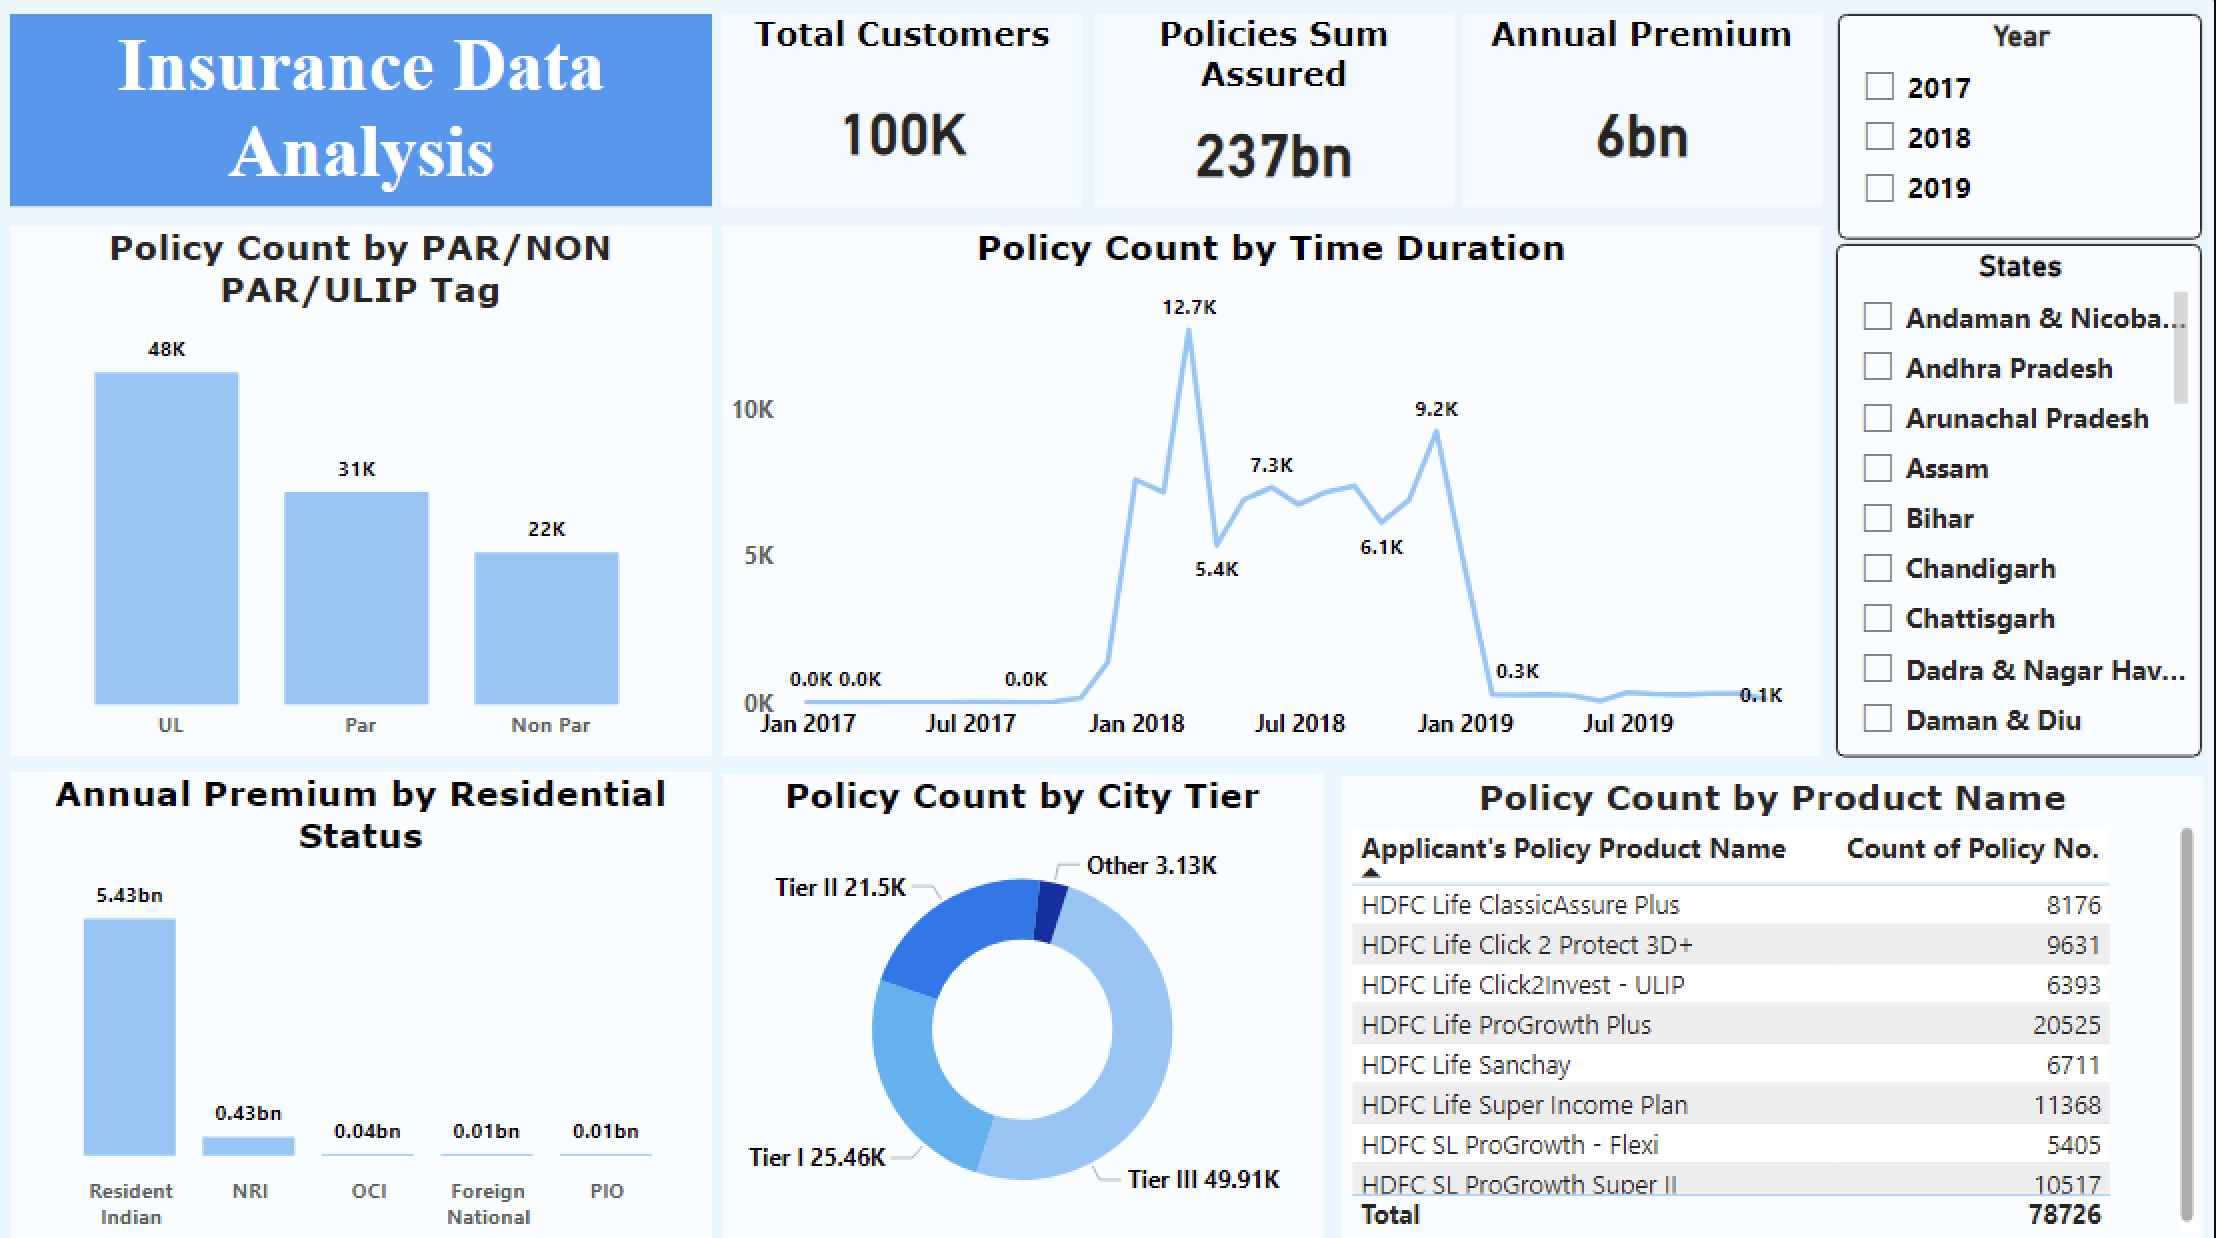 Insurance Data
Analysis
Total Customers
100K
Policies Sum
Assured
237bn
Annual Premium
6bn
Year
2017
2018
2019
States
Andaman & Nicoba...
Andhra Pradesh
Arunachal Pradesh
Assam
Bihar
Chandigarh
Chattisgarh
Dadra & Nagar Hav...
Daman & Diu
Policy Count by PAR/NON
PAR/ULIP Tag
48K
31K
22K
UL Par Non Par
Policy Count by Time Duration
12.7K
10K
9.2K
7.3K
5K
5.4K
6.1K
0.0K 0.0K 0.0K 0.3K
0K
0.1K
Jan 2017 Jul 2017 Jan 2018 Jul 2018 Jan 2019 Jul 2019
Annual Premium by Residential
Status
5.43bn
0.43bn
0.04bn 0.01bn 0.01bn
Resident
Indian
NRI
OCI
Foreign
National
PIO
Policy Count by City Tier
Other 3.13K
Tier II 21.5K
Tier I 25.46K
Tier III 49.91K
Policy Count by Product Name
Applicant's Policy Product Name Count of Policy No.
HDFC Life ClassicAssure Plus 8176
HDFC Life Click 2 Protect 3D+ 9631
HDFC Life Click2Invest - ULIP 6393
HDFC Life ProGrowth Plus 20525
HDFC Life Sanchay 6711
HDFC Life Super Income Plan 11368
HDFC SL ProGrowth - Flexi 5405
HDFC SL ProGrowth Super II 10517
Total 78726